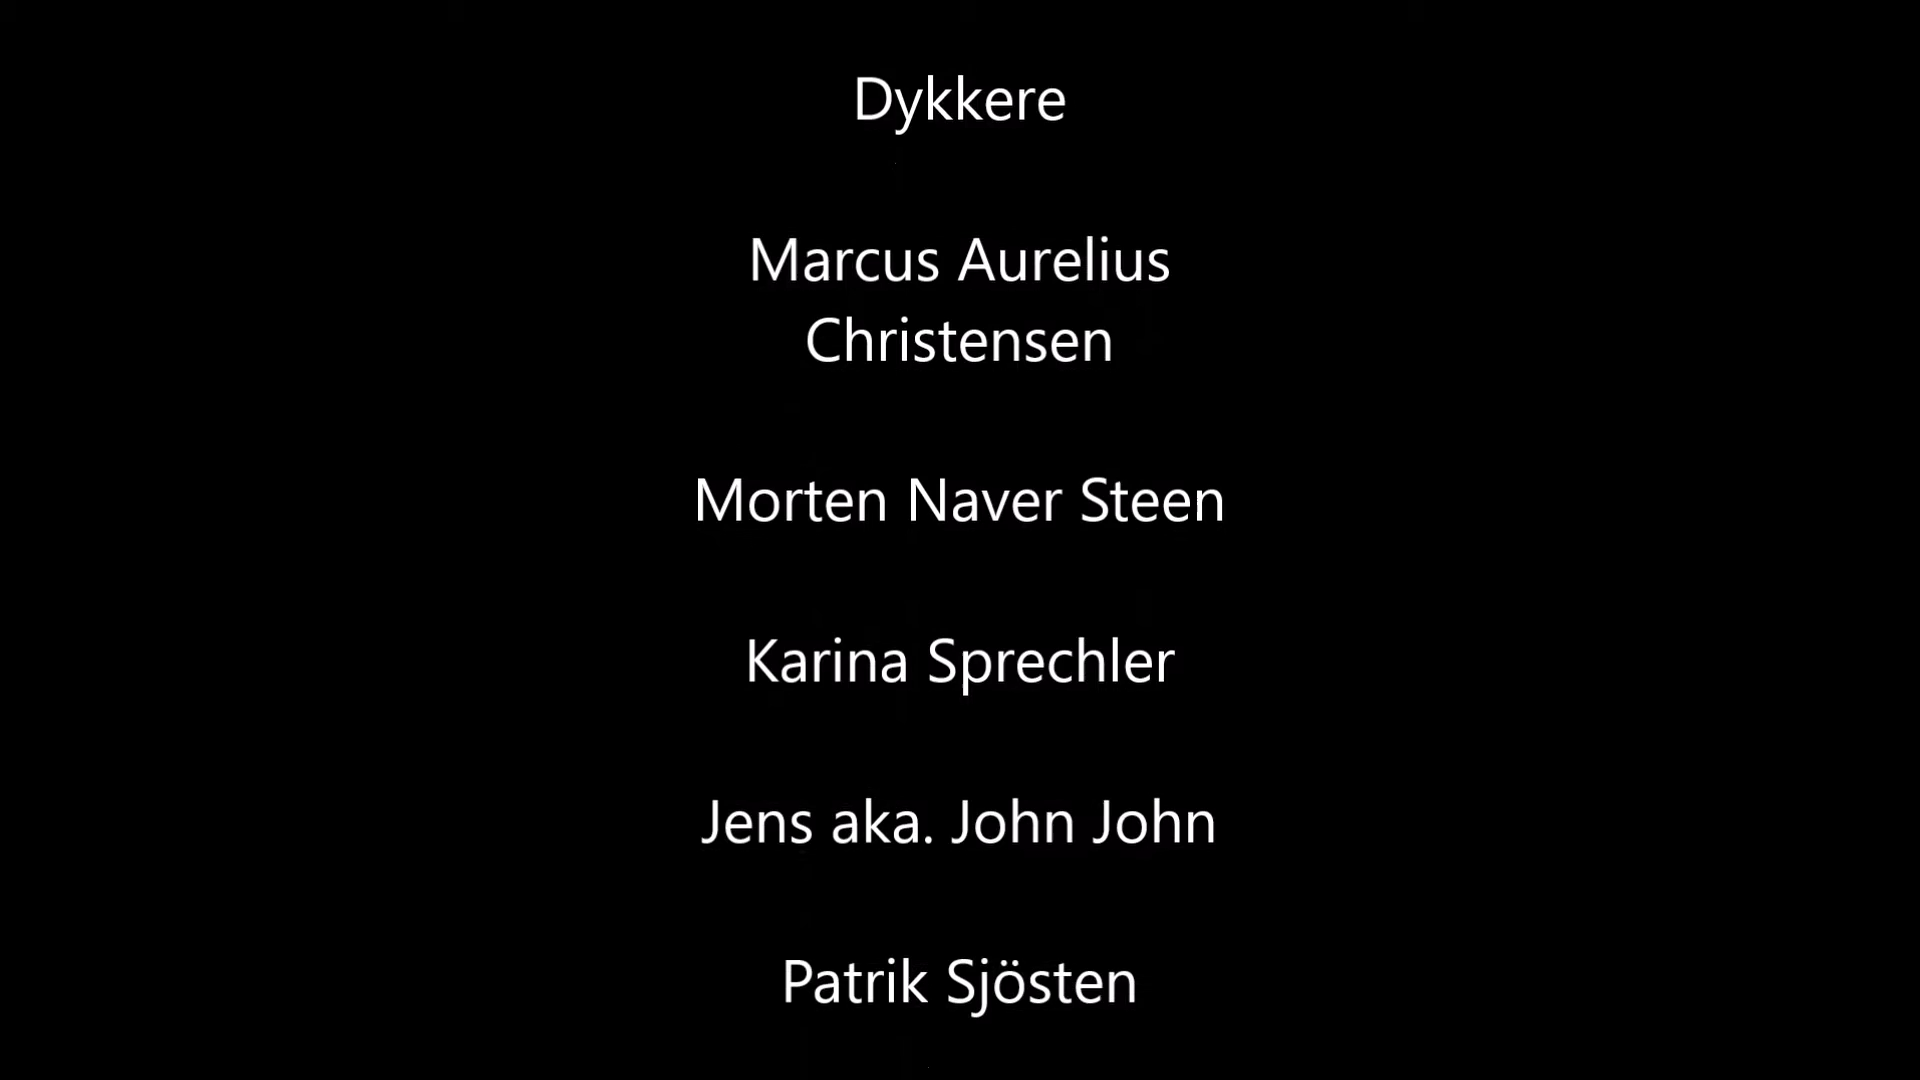 Dykkere
Marcus Aurelius
Christensen
Morten Naver Steen
Karina Sprechler
Jens aka. John John
Patrik Sjösten